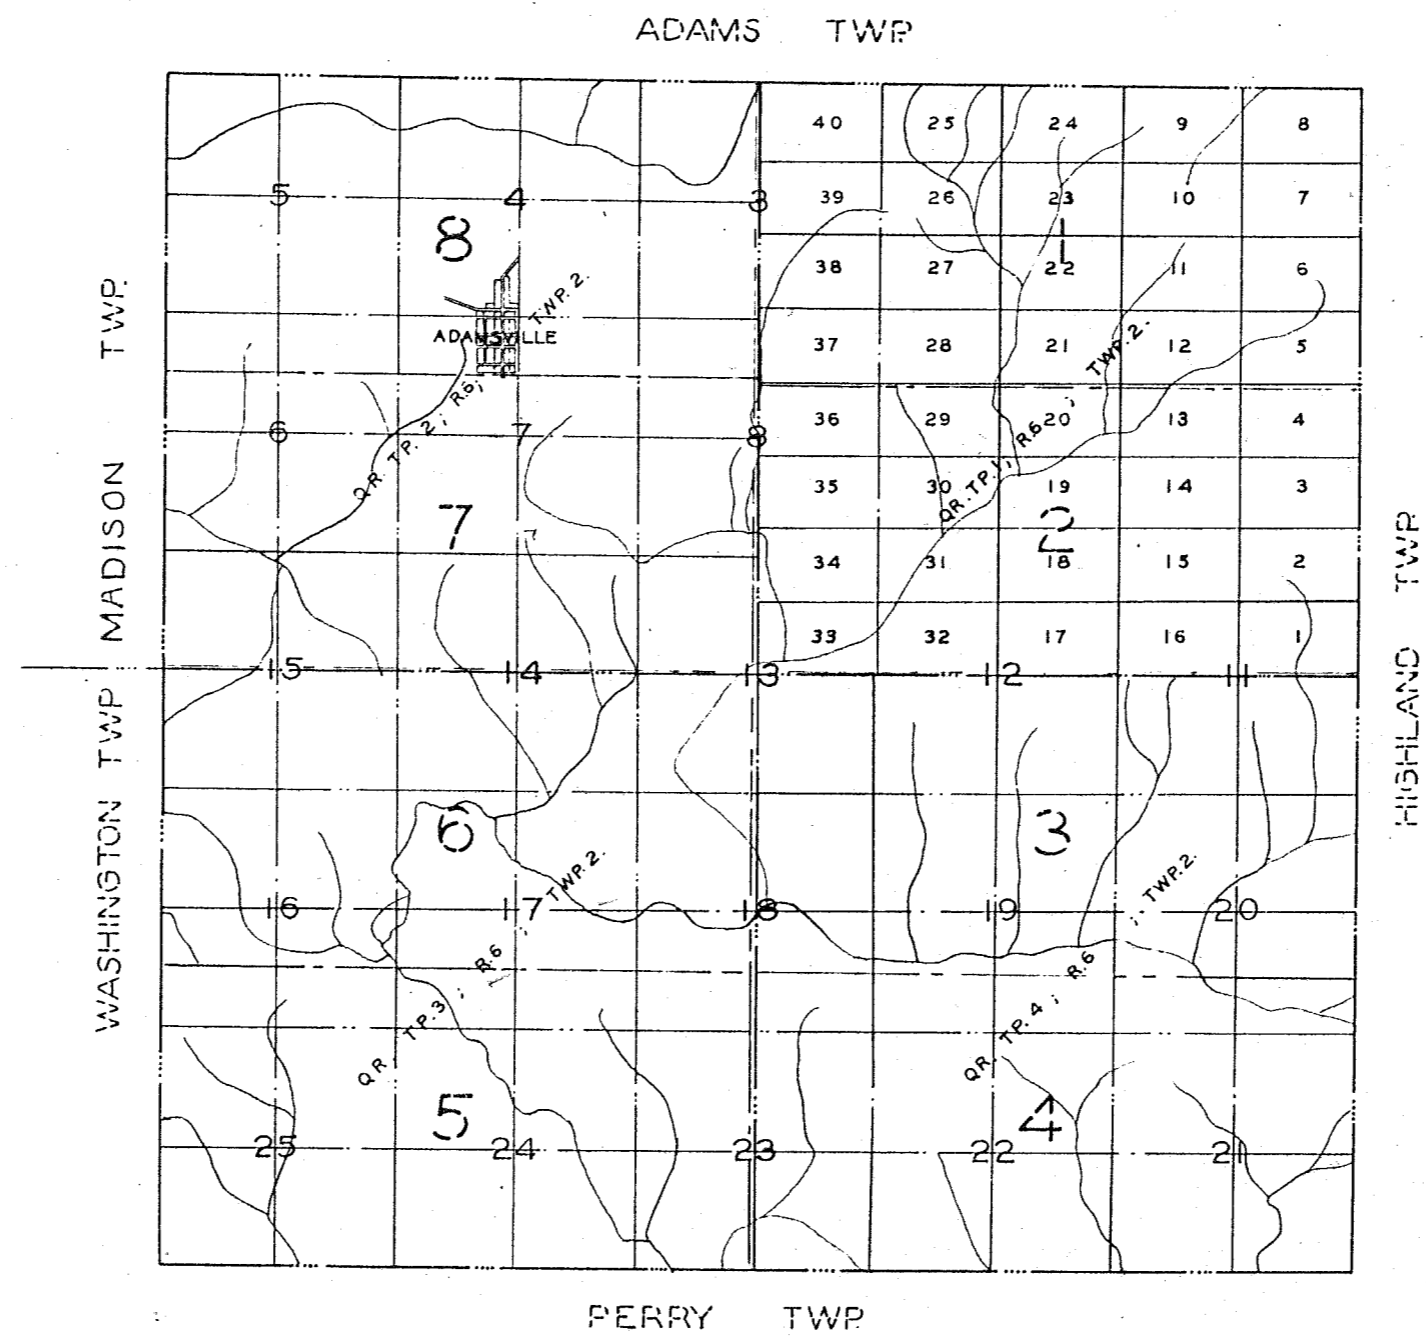 ADAMS TWP.
40 25 24 9 8
39 26 23 10 7
5 4 3
8 1
38 27 22 11 6
TWP. 2.
ADAMSVILLE
37 28 21 12 5
TWP. 2.
QR. TP. 2; R.6;
36 29 20 13 4
6 7 8
QR. TP. 1; R.6;
35 30 19 14 3
7 2
34 31 18 15 2
33 32 17 16 1
15 14 13 12 11
MADISON TWP.
WASHINGTON TWP
HIGHLAND TWP.
6 3
TWP. 2.
; TWP. 2.
16 17 18 19 20
QR. TP. 3; R.6;
QR. TP. 4; R.6
5 4
25 24 23 22 21
PERRY TWP.